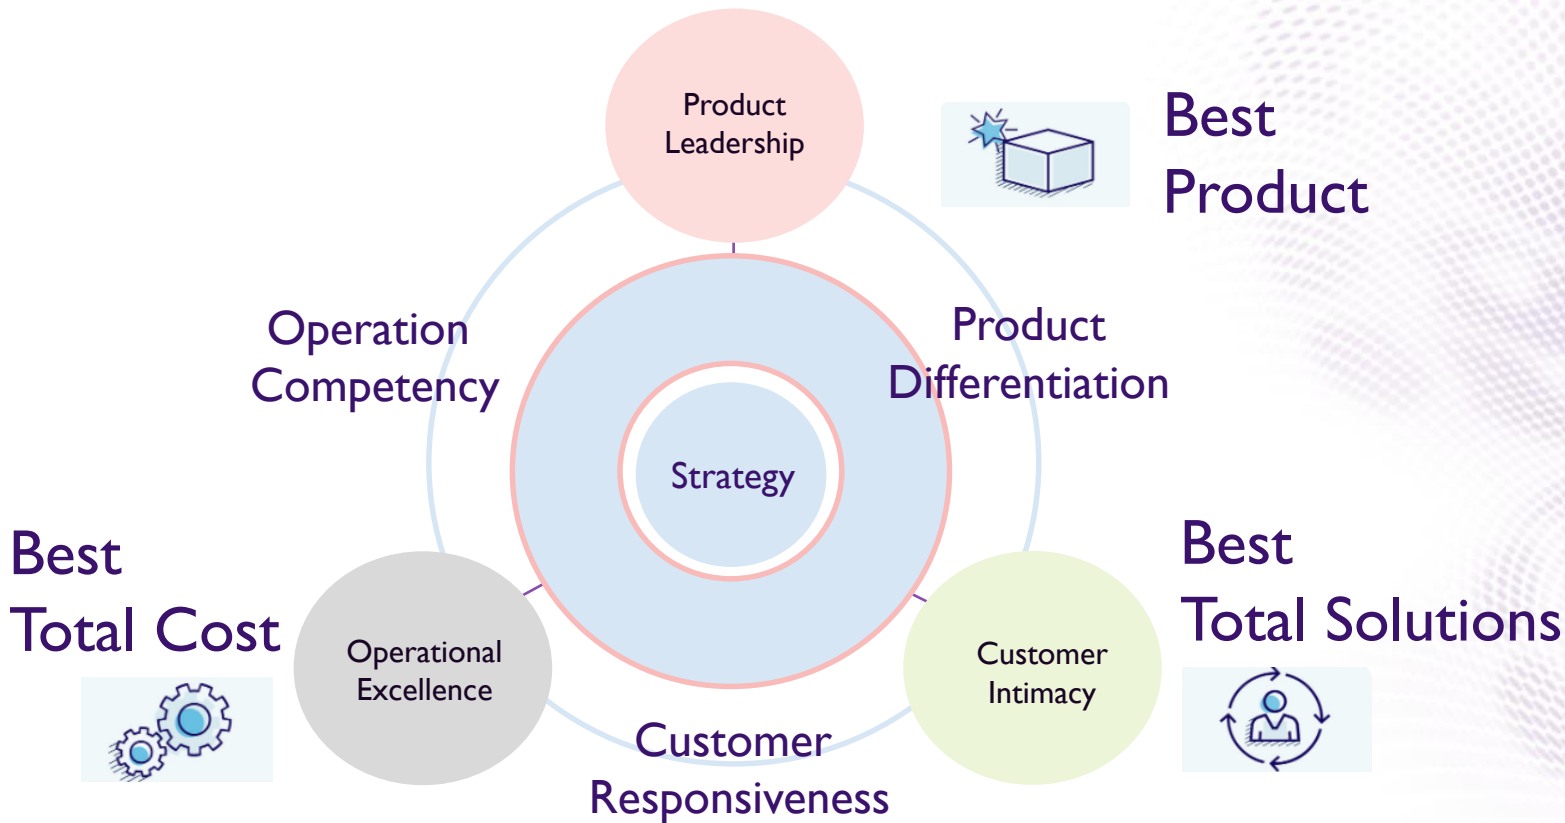 Product
Leadership
Best
Product
Operation
Competency
Product
Differentiation
Strategy
Best
Total Cost
Best
Total Solutions
Operational
Excellence
Customer
Intimacy
Customer
Responsiveness